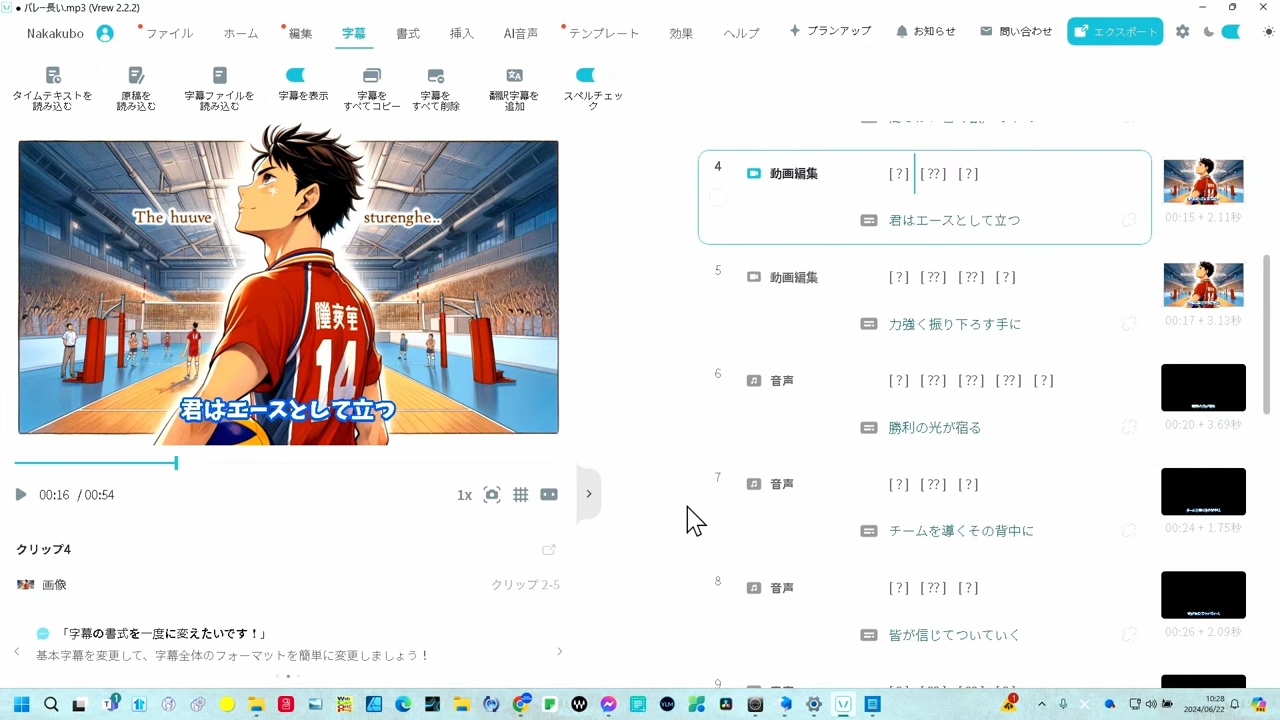 ● バレー長い.mp3 (Vrew 2.2.2)
Nakakubo
ファイル
ホーム
編集
字幕
書式
挿入
AI音声
テンプレート
効果
ヘルプ
プランアップ
お知らせ
問い合わせ
エクスポート
タイムテキストを
読み込む
原稿を
読み込む
字幕ファイルを
読み込む
字幕を表示
字幕を
すべてコピー
字幕を
すべて削除
翻訳字幕を
追加
スペルチェッ
ク
The huuve
sturenghe..
14
君はエースとして立つ
00:16 / 00:54
1x
クリップ4
画像
クリップ 2-5
「字幕の書式を一度に変えたいです！」
基本字幕を変更して、字幕全体のフォーマットを簡単に変更しましょう！
4
動画編集
[ ? ] [ ?? ] [ ? ]
君はエースとして立つ
00:15 + 2.11秒
5
動画編集
[ ? ] [ ?? ] [ ?? ] [ ? ]
力強く振り下ろす手に
00:17 + 3.13秒
6
音声
[ ? ] [ ?? ] [ ?? ] [ ?? ] [ ? ]
勝利の光が宿る
00:20 + 3.69秒
7
音声
[ ? ] [ ?? ] [ ? ]
チームを導くその背中に
00:24 + 1.75秒
8
音声
[ ? ] [ ?? ] [ ? ]
皆が信じてついていく
00:26 + 2.09秒
9
10:28
2024/06/22